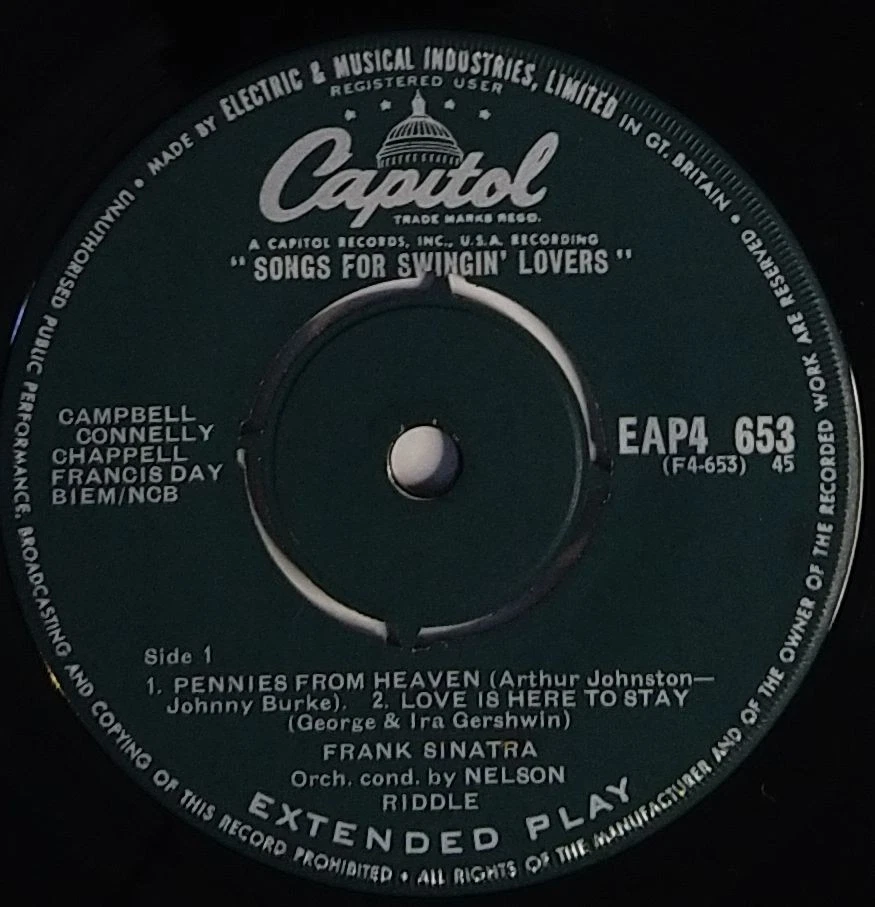 MADE BY ELECTRIC & MUSICAL INDUSTRIES, LIMITED IN GT. BRITAIN •
REGISTERED USER
Capitol
TRADE MARKS REGD.
A CAPITOL RECORDS, INC., U.S.A. RECORDING
"SONGS FOR SWINGIN' LOVERS"
CAMPBELL
CONNELLY
CHAPPELL
FRANCIS DAY
BIEM/NCB
EAP4 653
(F4-653) 45
Side 1
1. PENNIES FROM HEAVEN (Arthur Johnston—
Johnny Burke). 2. LOVE IS HERE TO STAY
(George & Ira Gershwin)
FRANK SINATRA
Orch. cond. by NELSON
RIDDLE
EXTENDED PLAY
ALL RIGHTS OF THE MANUFACTURER AND OF THE OWNER OF THE RECORDED WORK ARE RESERVED •
UNAUTHORISED PUBLIC PERFORMANCE, BROADCASTING AND COPYING OF THIS RECORD PROHIBITED •